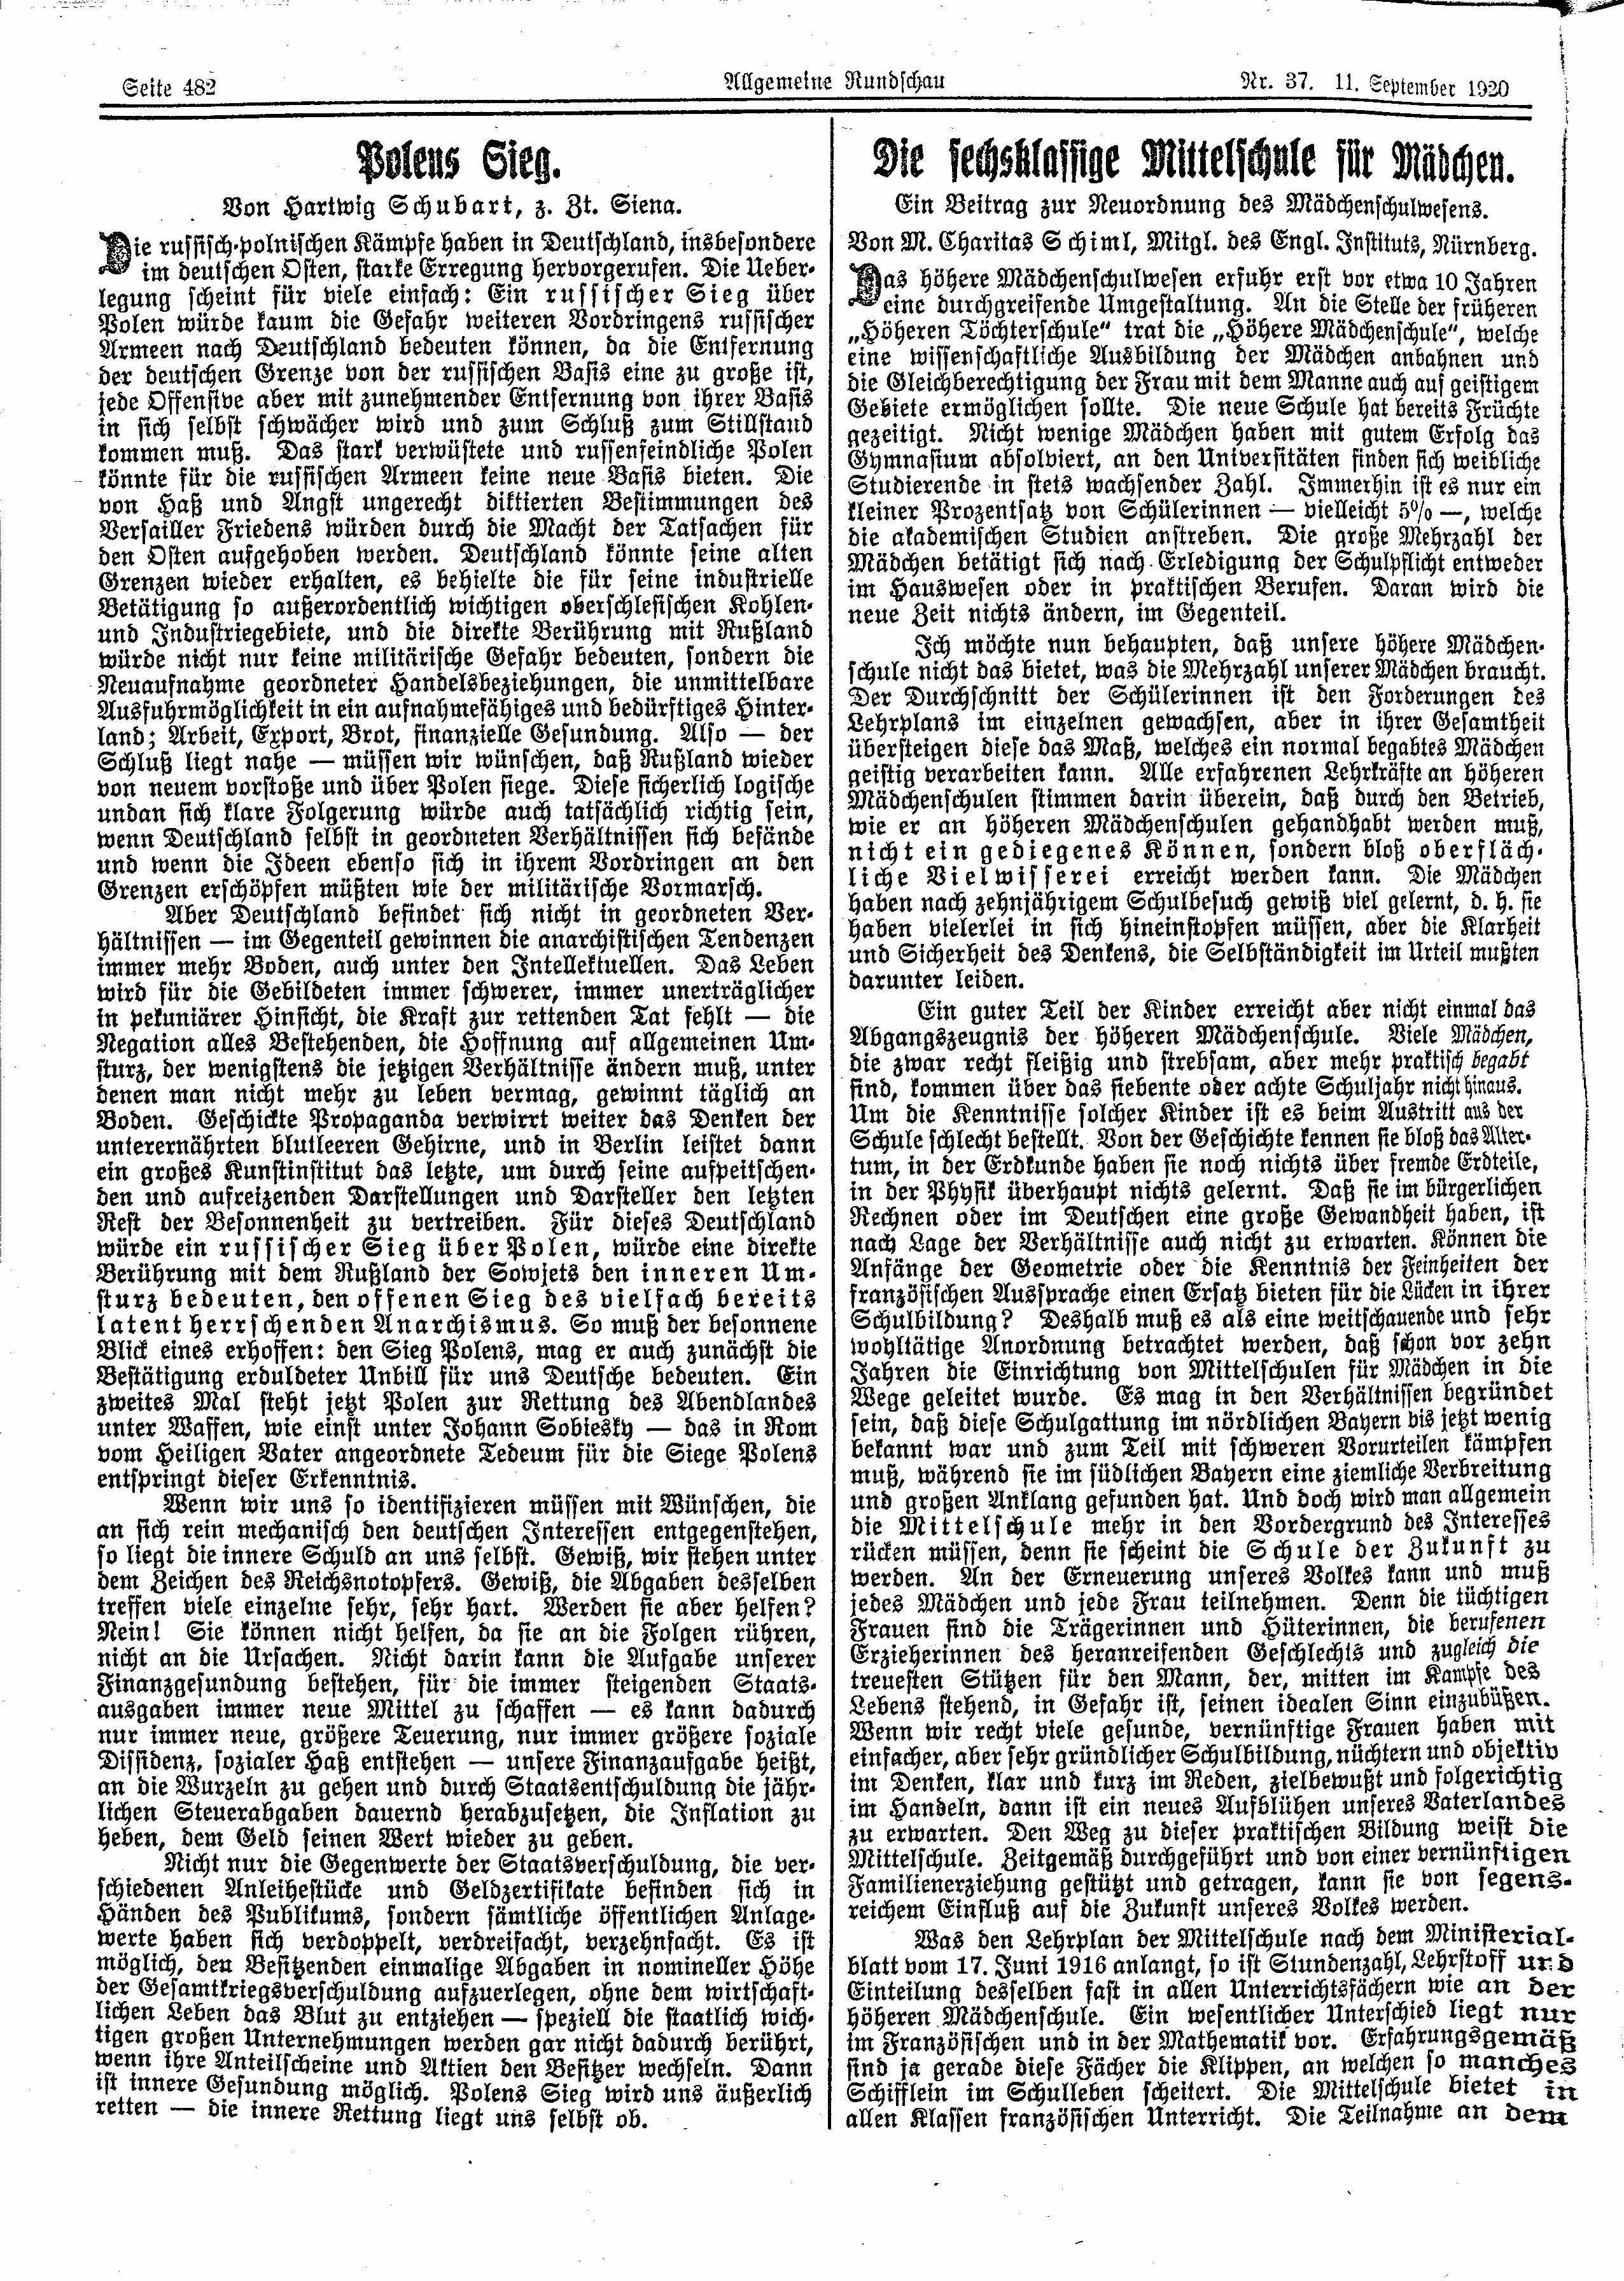 Seite 482
Allgemeine Rundschau
Nr. 37. 11. September 1920
Polens Sieg.
Von Hartwig Schubart, z. Zt. Siena.
Die russisch-polnischen Kämpfe haben in Deutschland, insbesondere
im deutschen Osten, starke Erregung hervorgerufen. Die Ueber-
legung scheint für viele einfach: Ein russischer Sieg über
Polen würde kaum die Gefahr weiteren Vordringens russischer
Armeen nach Deutschland bedeuten können, da die Entfernung
der deutschen Grenze von der russischen Basis eine zu große ist,
jede Offensive aber mit zunehmender Entfernung von ihrer Basis
in sich selbst schwächer wird und zum Schluß zum Stillstand
kommen muß. Das stark verwüstete und russenfeindliche Polen
könnte für die russischen Armeen keine neue Basis bieten. Die
von Haß und Angst ungerecht diktierten Bestimmungen des
Versailler Friedens würden durch die Macht der Tatsachen für
den Osten aufgehoben werden. Deutschland könnte seine alten
Grenzen wieder erhalten, es behielte die für seine industrielle
Betätigung so außerordentlich wichtigen oberschlesischen Kohlen-
und Industriegebiete, und die direkte Berührung mit Rußland
würde nicht nur keine militärische Gefahr bedeuten, sondern die
Neuaufnahme geordneter Handelsbeziehungen, die unmittelbare
Ausfuhrmöglichkeit in ein aufnahmefähiges und bedürftiges Hinter-
land; Arbeit, Export, Brot, finanzielle Gesundung. Also — der
Schluß liegt nahe — müssen wir wünschen, daß Rußland wieder
von neuem vorstoße und über Polen siege. Diese sicherlich logische
undan sich klare Folgerung würde auch tatsächlich richtig sein,
wenn Deutschland selbst in geordneten Verhältnissen sich befände
und wenn die Ideen ebenso sich in ihrem Vordringen an den
Grenzen erschöpfen müßten wie der militärische Vormarsch.
Aber Deutschland befindet sich nicht in geordneten Ver-
hältnissen — im Gegenteil gewinnen die anarchistischen Tendenzen
immer mehr Boden, auch unter den Intellektuellen. Das Leben
wird für die Gebildeten immer schwerer, immer unerträglicher
in pekuniärer Hinsicht, die Kraft zur rettenden Tat fehlt — die
Negation alles Bestehenden, die Hoffnung auf allgemeinen Um-
sturz, der wenigstens die jetzigen Verhältnisse ändern muß, unter
denen man nicht mehr zu leben vermag, gewinnt täglich an
Boden. Geschickte Propaganda verwirrt weiter das Denken der
unterernährten blutleeren Gehirne, und in Berlin leistet dann
ein großes Kunstinstitut das letzte, um durch seine aufpeitschen-
den und aufreizenden Darstellungen und Darsteller den letzten
Rest der Besonnenheit zu vertreiben. Für dieses Deutschland
würde ein russischer Sieg über Polen, würde eine direkte
Berührung mit dem Rußland der Sowjets den inneren Um-
sturz bedeuten, den offenen Sieg des vielfach bereits
latent herrschenden Anarchismus. So muß der besonnene
Blick eines erhoffen: den Sieg Polens, mag er auch zunächst die
Bestätigung erduldeter Unbill für uns Deutsche bedeuten. Ein
zweites Mal steht jetzt Polen zur Rettung des Abendlandes
unter Waffen, wie einst unter Johann Sobiesky — das in Rom
vom Heiligen Vater angeordnete Tedeum für die Siege Polens
entspringt dieser Erkenntnis.
Wenn wir uns so identifizieren müssen mit Wünschen, die
an sich rein mechanisch den deutschen Interessen entgegenstehen,
so liegt die innere Schuld an uns selbst. Gewiß, wir stehen unter
dem Zeichen des Reichsnotopfers. Gewiß, die Abgaben desselben
treffen viele einzelne sehr, sehr hart. Werden sie aber helfen?
Nein! Sie können nicht helfen, da sie an die Folgen rühren,
nicht an die Ursachen. Nicht darin kann die Aufgabe unserer
Finanzgesundung bestehen, für die immer steigenden Staats-
ausgaben immer neue Mittel zu schaffen — es kann dadurch
nur immer neue, größere Teuerung, nur immer größere soziale
Dissidenz, sozialer Haß entstehen — unsere Finanzaufgabe heißt,
an die Wurzeln zu gehen und durch Staatsentschuldung die jähr-
lichen Steuerabgaben dauernd herabzusetzen, die Inflation zu
heben, dem Geld seinen Wert wieder zu geben.
Nicht nur die Gegenwerte der Staatsverschuldung, die ver-
schiedenen Anleihestücke und Geldzertifikate befinden sich in
Händen des Publikums, sondern sämtliche öffentlichen Anlage-
werte haben sich verdoppelt, verdreifacht, verzehnfacht. Es ist
möglich, den Besitzenden einmalige Abgaben in nomineller Höhe
der Gesamtkriegsverschuldung aufzuerlegen, ohne dem wirtschaft-
lichen Leben das Blut zu entziehen — speziell die staatlich wich-
tigen großen Unternehmungen werden gar nicht dadurch berührt,
wenn ihre Anteilscheine und Aktien den Besitzer wechseln. Dann
ist innere Gesundung möglich. Polens Sieg wird uns äußerlich
retten — die innere Rettung liegt uns selbst ob.
Die sechsklassige Mittelschule für Mädchen.
Ein Beitrag zur Neuordnung des Mädchenschulwesens.
Von M. Charitas Schiml, Mitgl. des Engl. Instituts, Nürnberg.
Das höhere Mädchenschulwesen erfuhr erst vor etwa 10 Jahren
eine durchgreifende Umgestaltung. An die Stelle der früheren
„Höheren Töchterschule“ trat die „Höhere Mädchenschule“, welche
eine wissenschaftliche Ausbildung der Mädchen anbahnen und
die Gleichberechtigung der Frau mit dem Manne auch auf geistigem
Gebiete ermöglichen sollte. Die neue Schule hat bereits Früchte
gezeitigt. Nicht wenige Mädchen haben mit gutem Erfolg das
Gymnasium absolviert, an den Universitäten finden sich weibliche
Studierende in stets wachsender Zahl. Immerhin ist es nur ein
kleiner Prozentsatz von Schülerinnen — vielleicht 5% —, welche
die akademischen Studien anstreben. Die große Mehrzahl der
Mädchen betätigt sich nach Erledigung der Schulpflicht entweder
im Hauswesen oder in praktischen Berufen. Daran wird die
neue Zeit nichts ändern, im Gegenteil.
Ich möchte nun behaupten, daß unsere höhere Mädchen-
schule nicht das bietet, was die Mehrzahl unserer Mädchen braucht.
Der Durchschnitt der Schülerinnen ist den Forderungen des
Lehrplans im einzelnen gewachsen, aber in ihrer Gesamtheit
übersteigen diese das Maß, welches ein normal begabtes Mädchen
geistig verarbeiten kann. Alle erfahrenen Lehrkräfte an höheren
Mädchenschulen stimmen darin überein, daß durch den Betrieb,
wie er an höheren Mädchenschulen gehandhabt werden muß,
nicht ein gediegenes Können, sondern bloß oberfläch-
liche Vielwisserei erreicht werden kann. Die Mädchen
haben nach zehnjährigem Schulbesuch gewiß viel gelernt, d. h. sie
haben vielerlei in sich hineinstopfen müssen, aber die Klarheit
und Sicherheit des Denkens, die Selbständigkeit im Urteil mußten
darunter leiden.
Ein guter Teil der Kinder erreicht aber nicht einmal das
Abgangszeugnis der höheren Mädchenschule. Viele Mädchen,
die zwar recht fleißig und strebsam, aber mehr praktisch begabt
sind, kommen über das siebente oder achte Schuljahr nicht hinaus.
Um die Kenntnisse solcher Kinder ist es beim Austritt aus der
Schule schlecht bestellt. Von der Geschichte kennen sie bloß das Alter-
tum, in der Erdkunde haben sie noch nichts über fremde Erdteile,
in der Physik überhaupt nichts gelernt. Daß sie im bürgerlichen
Rechnen oder im Deutschen eine große Gewandheit haben, ist
nach Lage der Verhältnisse auch nicht zu erwarten. Können die
Anfänge der Geometrie oder die Kenntnis der Feinheiten der
französischen Aussprache einen Ersatz bieten für die Lücken in ihrer
Schulbildung? Deshalb muß es als eine weitschauende und sehr
wohltätige Anordnung betrachtet werden, daß schon vor zehn
Jahren die Einrichtung von Mittelschulen für Mädchen in die
Wege geleitet wurde. Es mag in den Verhältnissen begründet
sein, daß diese Schulgattung im nördlichen Bayern bis jetzt wenig
bekannt war und zum Teil mit schweren Vorurteilen kämpfen
muß, während sie im südlichen Bayern eine ziemliche Verbreitung
und großen Anklang gefunden hat. Und doch wird man allgemein
die Mittelschule mehr in den Vordergrund des Interesses
rücken müssen, denn sie scheint die Schule der Zukunft zu
werden. An der Erneuerung unseres Volkes kann und muß
jedes Mädchen und jede Frau teilnehmen. Denn die tüchtigen
Frauen sind die Trägerinnen und Hüterinnen, die berufenen
Erzieherinnen des heranreifenden Geschlechts und zugleich die
treuesten Stützen für den Mann, der, mitten im Kampfe des
Lebens stehend, in Gefahr ist, seinen idealen Sinn einzubüßen.
Wenn wir recht viele gesunde, vernünftige Frauen haben mit
einfacher, aber sehr gründlicher Schulbildung, nüchtern und objektiv
im Denken, klar und kurz im Reden, zielbewußt und folgerichtig
im Handeln, dann ist ein neues Aufblühen unseres Vaterlandes
zu erwarten. Den Weg zu dieser praktischen Bildung weist die
Mittelschule. Zeitgemäß durchgeführt und von einer vernünftigen
Familienerziehung gestützt und getragen, kann sie von segens-
reichem Einfluß auf die Zukunft unseres Volkes werden.
Was den Lehrplan der Mittelschule nach dem Ministerial-
blatt vom 17. Juni 1916 anlangt, so ist Stundenzahl, Lehrstoff und
Einteilung desselben fast in allen Unterrichtsfächern wie an der
höheren Mädchenschule. Ein wesentlicher Unterschied liegt nur
im Französischen und in der Mathematik vor. Erfahrungsgemäß
sind ja gerade diese Fächer die Klippen, an welchen so manches
Schifflein im Schulleben scheitert. Die Mittelschule bietet in
allen Klassen französischen Unterricht. Die Teilnahme an dem